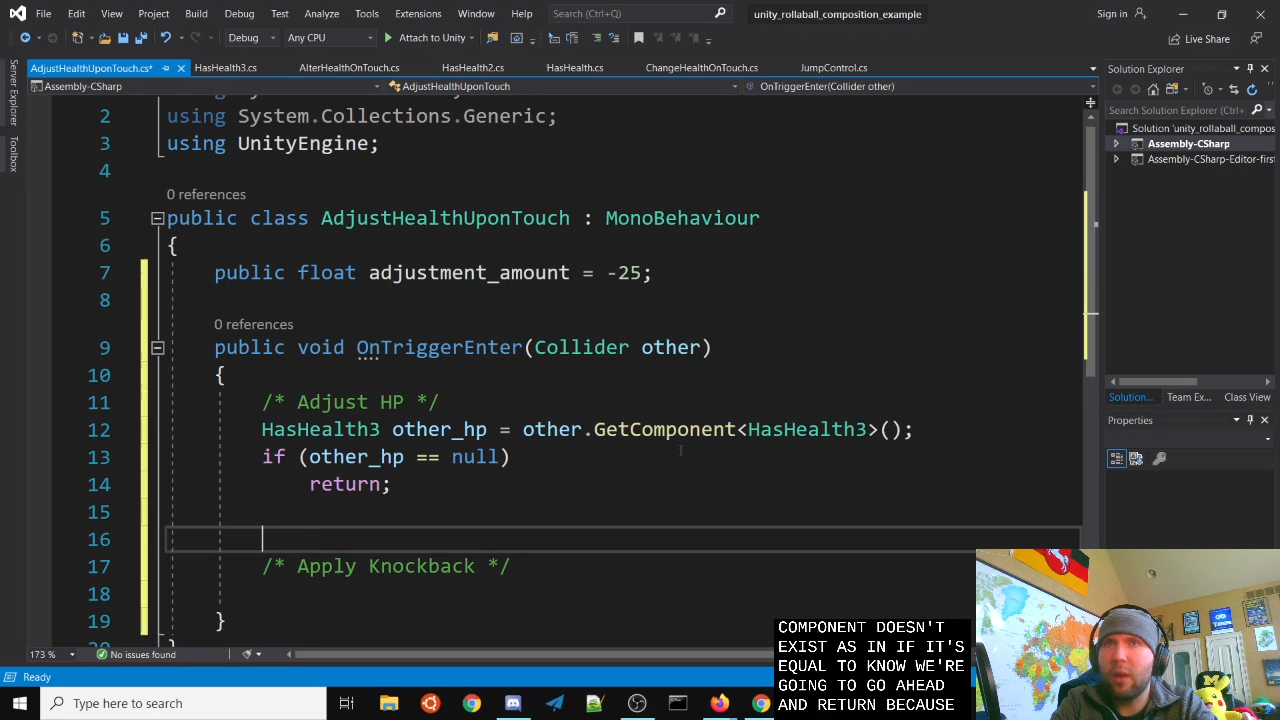 File Edit View Git Project Build Debug Test Analyze Tools Extensions Window Help Search (Ctrl+Q) unity_rollaball_composition_example Sign in
Debug Any CPU Attach to Unity Live Share
AdjustHealthUponTouch.cs* HasHealth3.cs AlterHealthOnTouch.cs HasHealth2.cs HasHealth.cs ChangeHealthOnTouch.cs JumpControl.cs
Assembly-CSharp AdjustHealthUponTouch OnTriggerEnter(Collider other)
Server Explorer
Toolbox
2 using System.Collections.Generic;
3 using UnityEngine;
4
0 references
5 public class AdjustHealthUponTouch : MonoBehaviour
6 {
7 public float adjustment_amount = -25;
8
0 references
9 public void OnTriggerEnter(Collider other)
10 {
11 /* Adjust HP */
12 HasHealth3 other_hp = other.GetComponent<HasHealth3>();
13 if (other_hp == null)
14 return;
15
16
17 /* Apply Knockback */
18
19 }
173 % No issues found
Ready
Solution Explorer
Search Solution Explorer (Ctrl+
Solution 'unity_rollaball_compos
Assembly-CSharp
Assembly-CSharp-Editor-first
Solution... Team Ex... Class View
Properties
COMPONENT DOESN'T
EXIST AS IN IF IT'S
EQUAL TO KNOW WE'RE
GOING TO GO AHEAD
AND RETURN BECAUSE
Type here to search